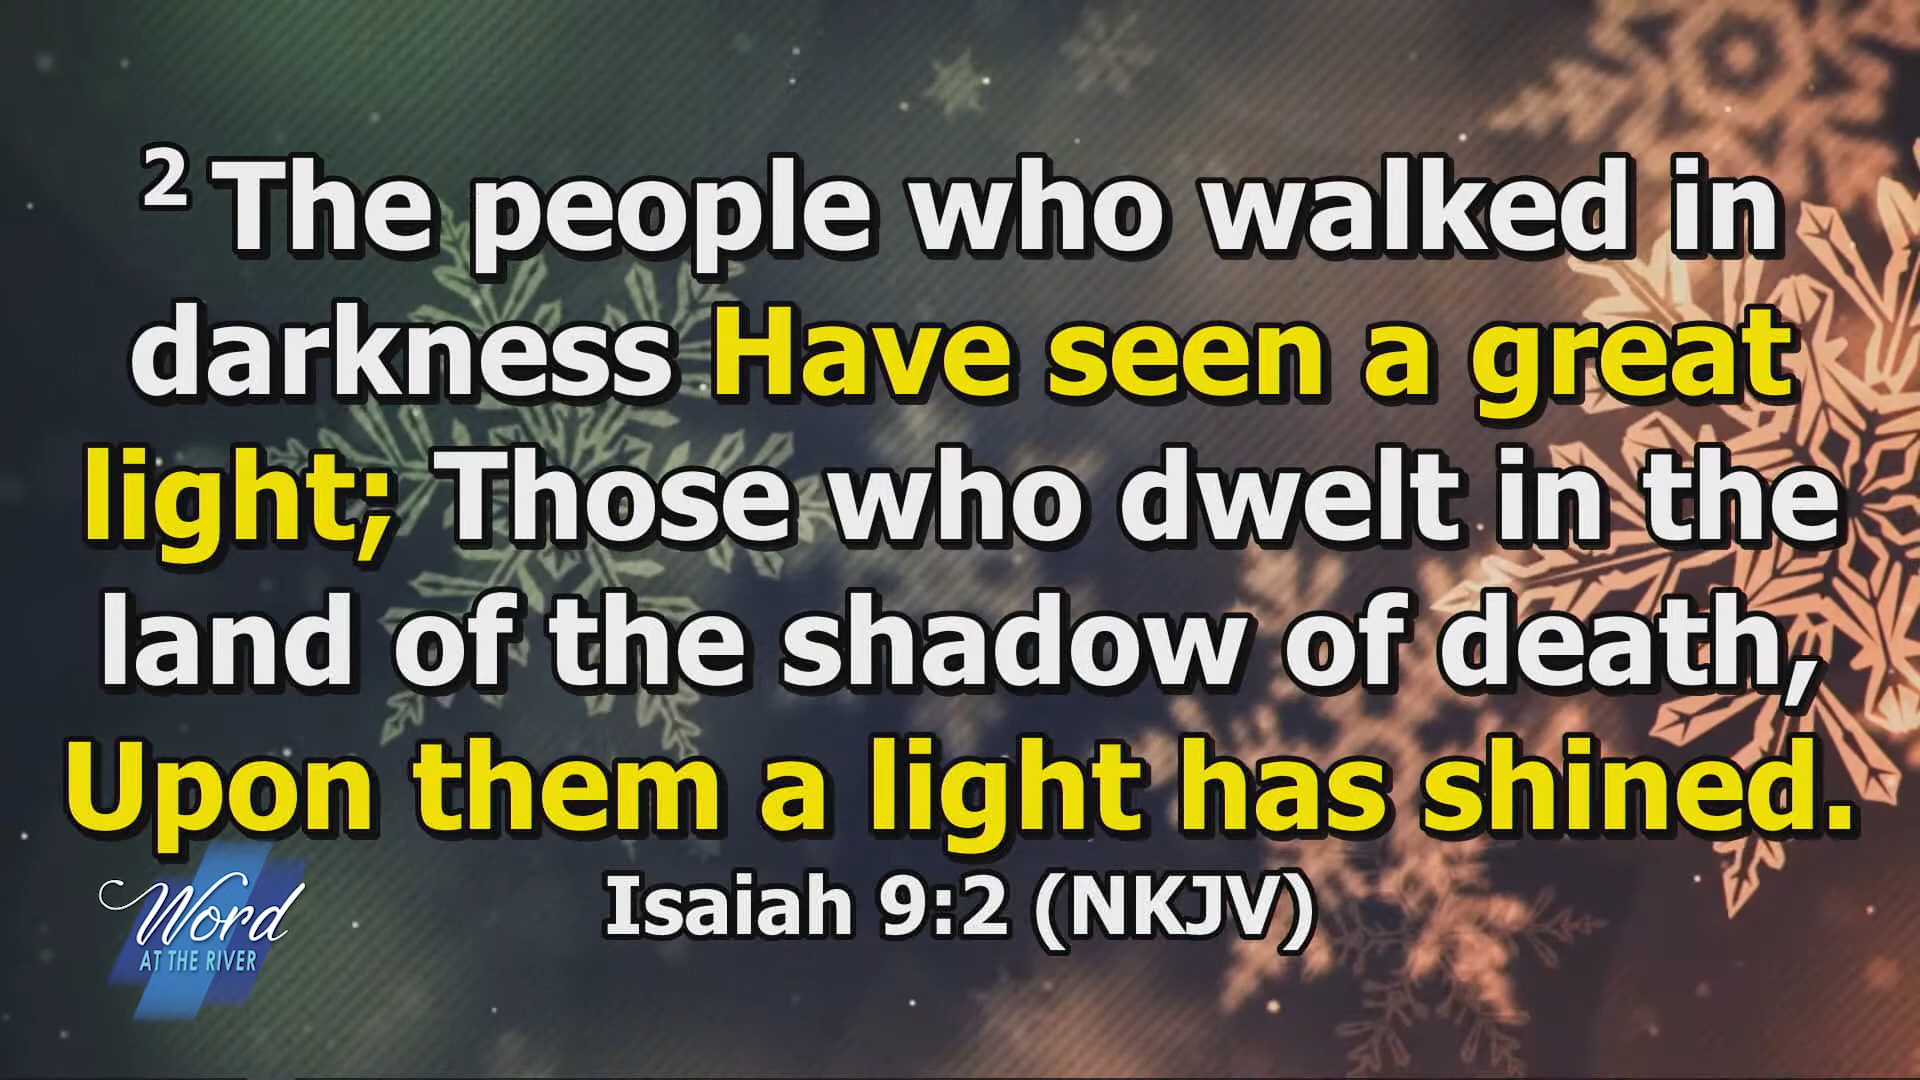 2 The people who walked in
darkness Have seen a great
light; Those who dwelt in the
land of the shadow of death,
Upon them a light has shined.
Isaiah 9:2 (NKJV)
Word
AT THE RIVER